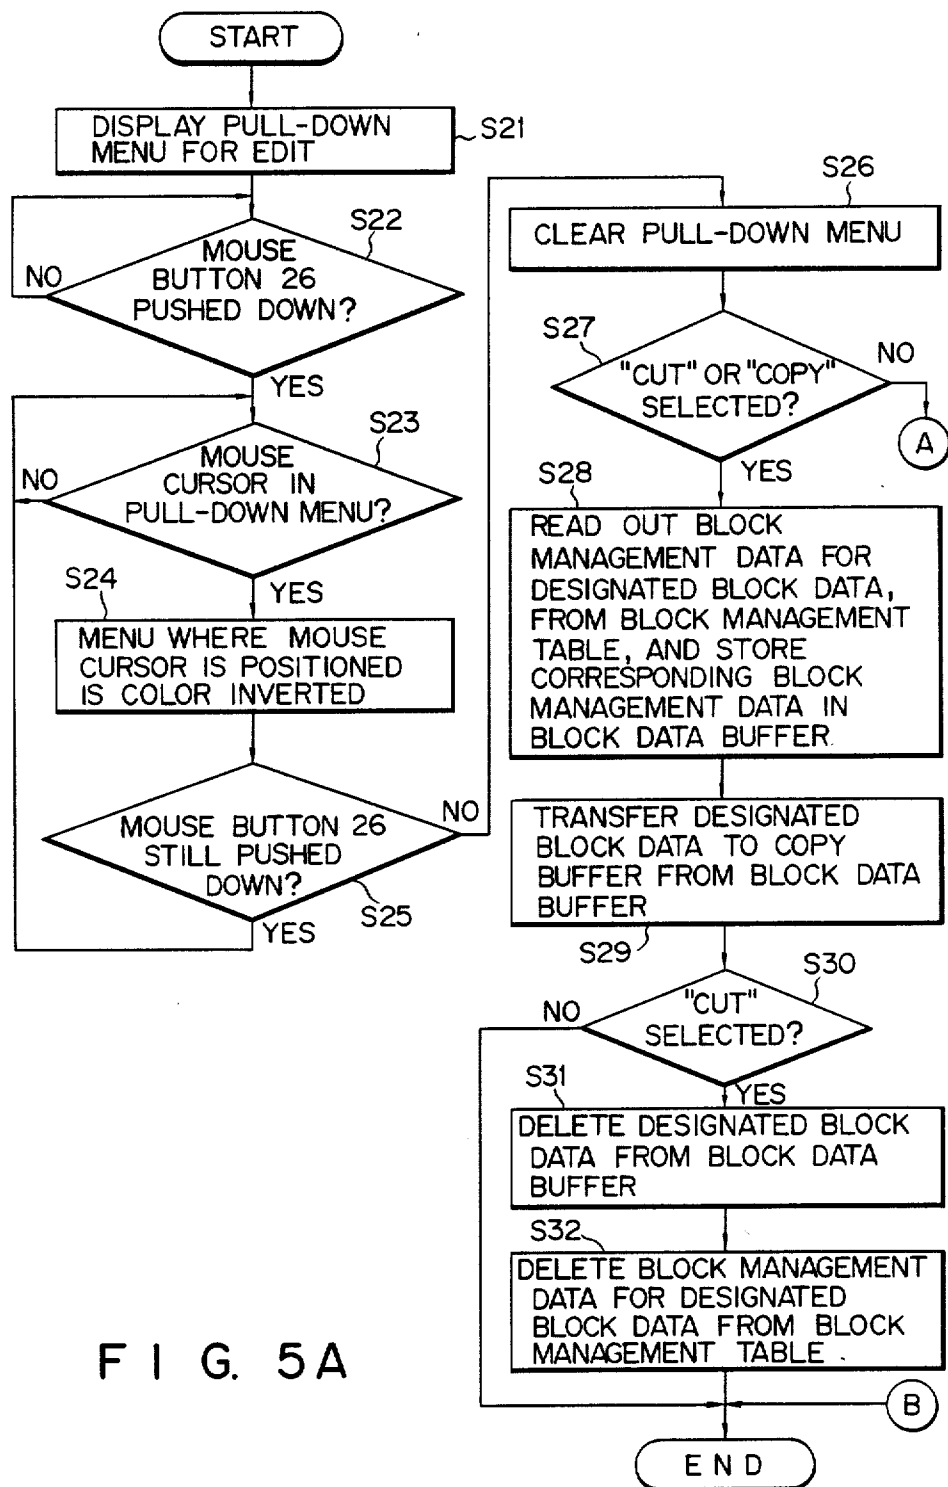 START
DISPLAY PULL-DOWN
MENU FOR EDIT
S21
S22
MOUSE
BUTTON 26
PUSHED DOWN?
NO
YES
S23
MOUSE
CURSOR IN
PULL-DOWN MENU?
NO
YES
S24
MENU WHERE MOUSE
CURSOR IS POSITIONED
IS COLOR INVERTED
MOUSE BUTTON 26
STILL PUSHED
DOWN?
NO
S25
YES
S26
CLEAR PULL-DOWN MENU
S27
"CUT" OR "COPY"
SELECTED?
NO
A
YES
S28
READ OUT BLOCK
MANAGEMENT DATA FOR
DESIGNATED BLOCK DATA,
FROM BLOCK MANAGEMENT
TABLE, AND STORE
CORRESPONDING BLOCK
MANAGEMENT DATA IN
BLOCK DATA BUFFER
TRANSFER DESIGNATED
BLOCK DATA TO COPY
BUFFER FROM BLOCK DATA
BUFFER
S29
S30
"CUT"
SELECTED?
NO
YES
S31
DELETE DESIGNATED BLOCK
DATA FROM BLOCK DATA
BUFFER
S32
DELETE BLOCK MANAGEMENT
DATA FOR DESIGNATED
BLOCK DATA FROM BLOCK
MANAGEMENT TABLE
B
END
FIG. 5A